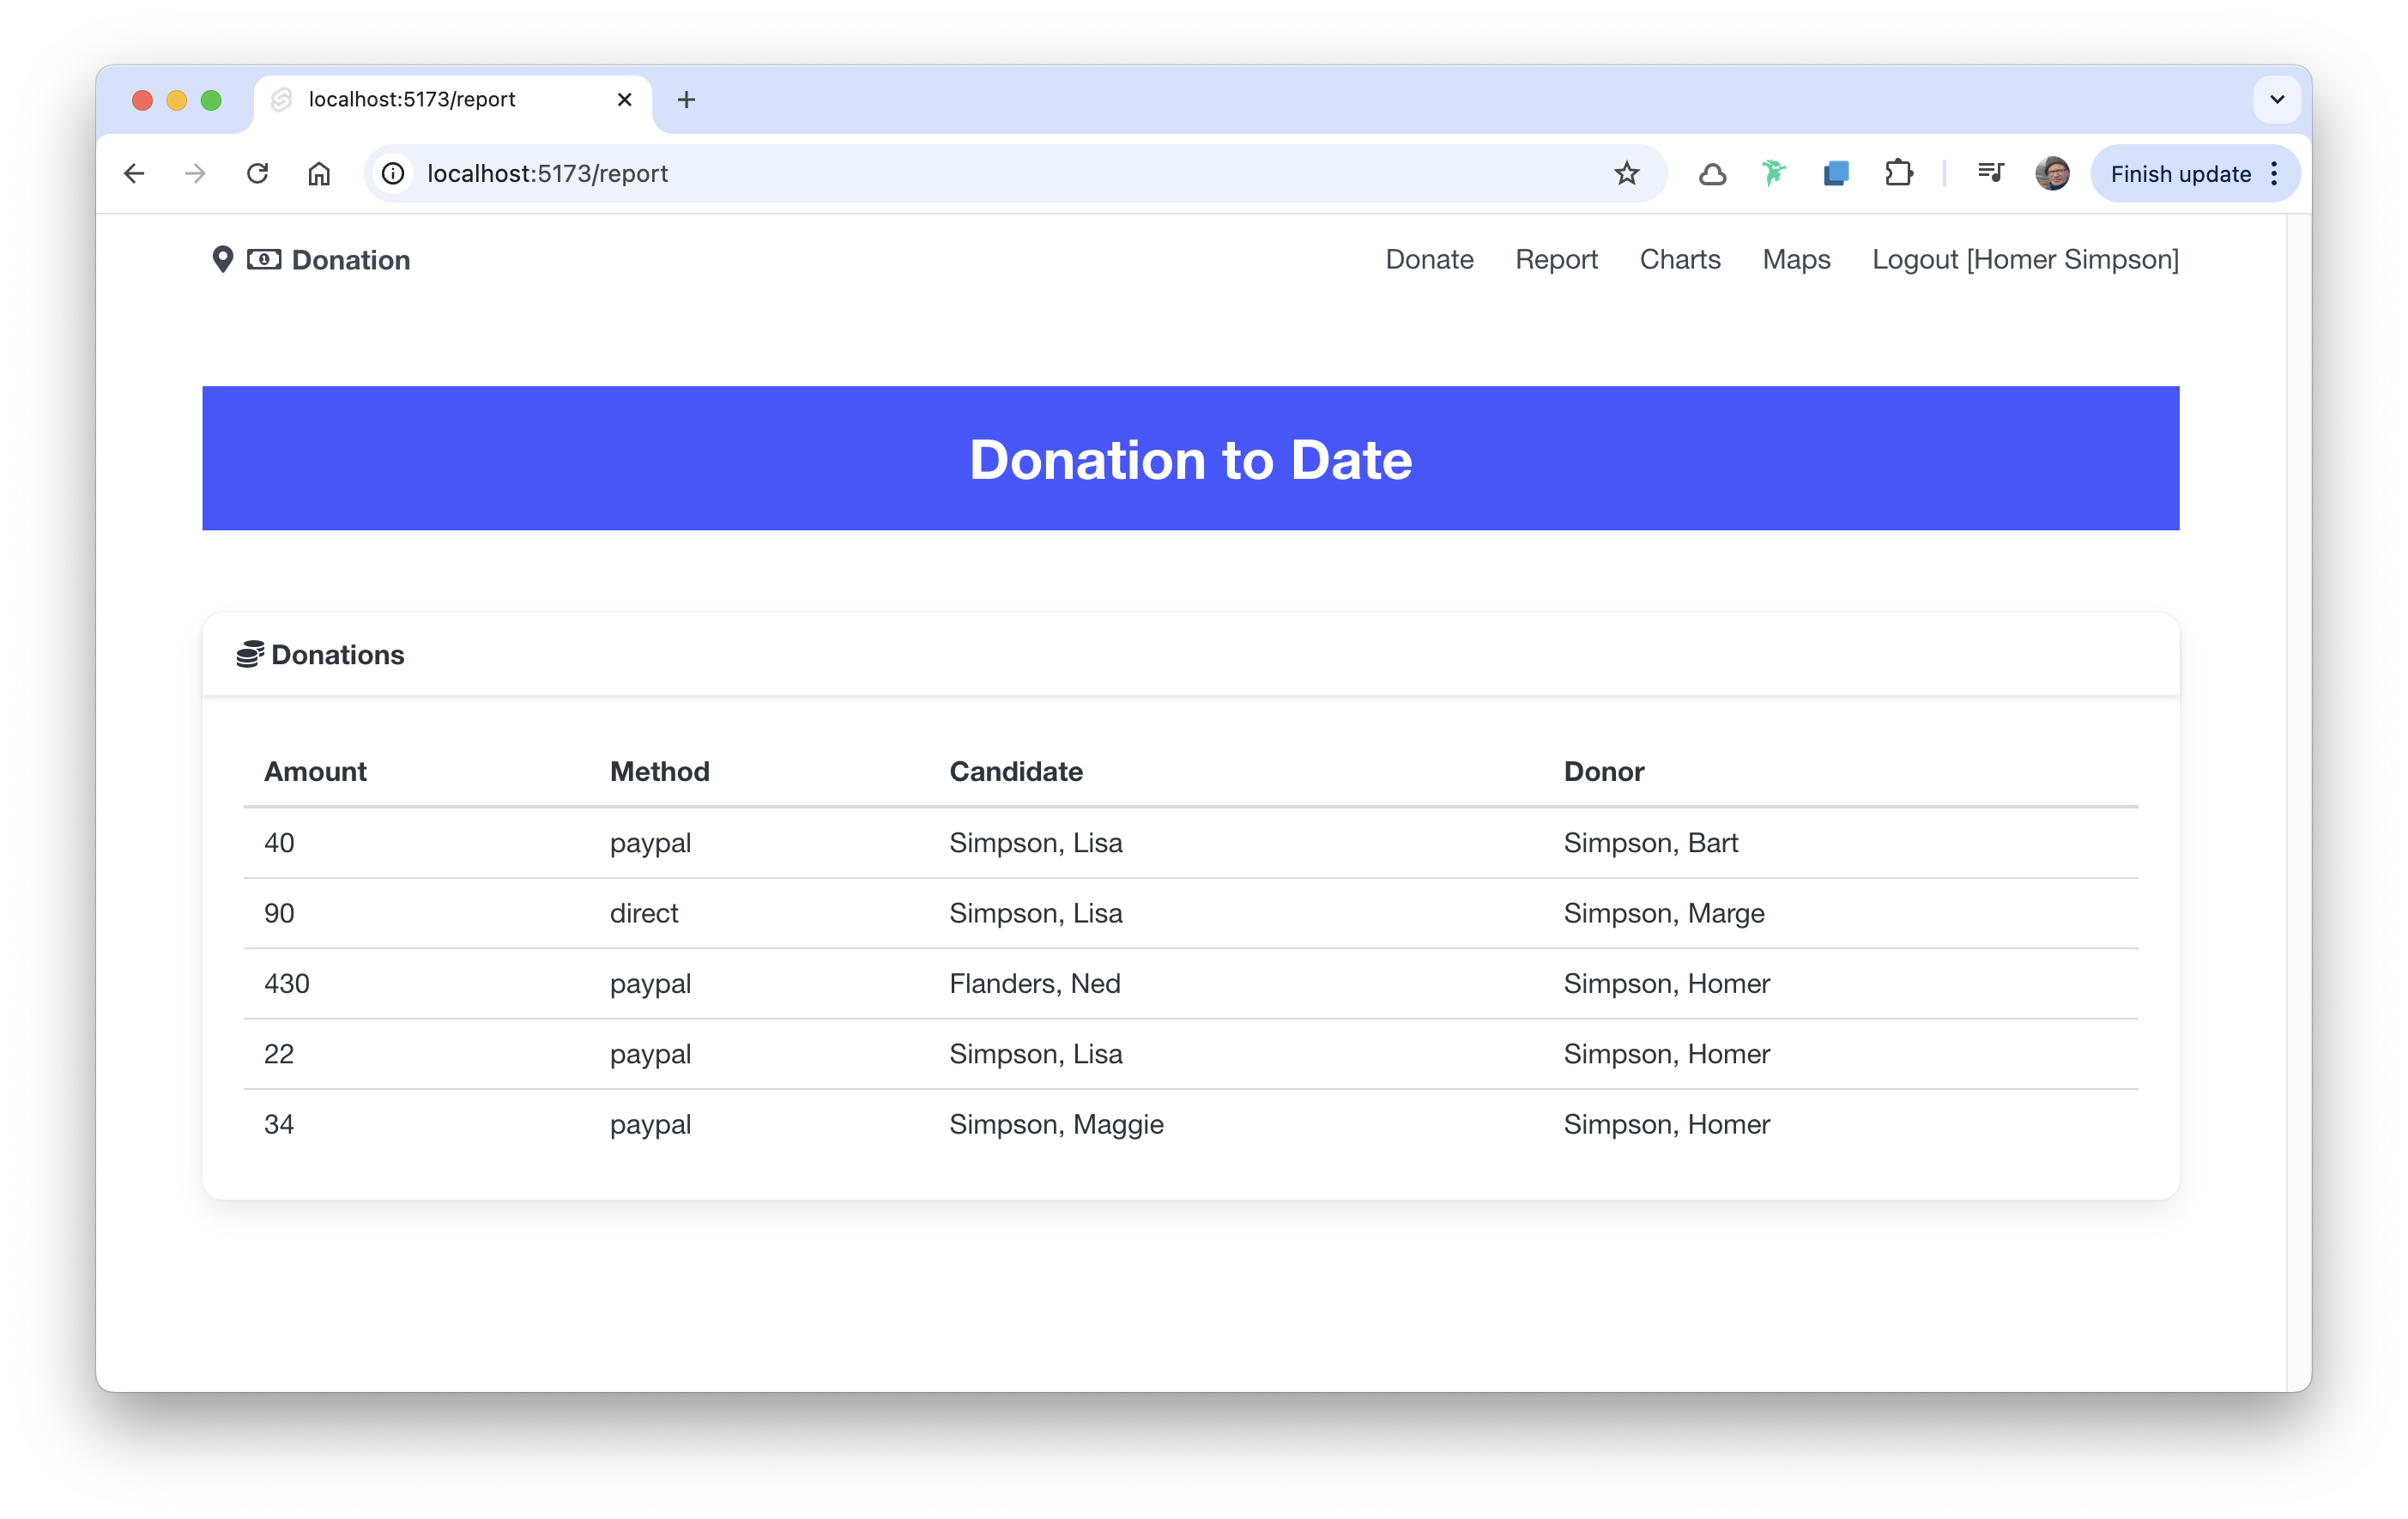 localhost:5173/report
localhost:5173/report
Finish update
Donation Donate Report Charts Maps Logout [Homer Simpson]
Donation to Date
Donations
Amount Method Candidate Donor
40 paypal Simpson, Lisa Simpson, Bart
90 direct Simpson, Lisa Simpson, Marge
430 paypal Flanders, Ned Simpson, Homer
22 paypal Simpson, Lisa Simpson, Homer
34 paypal Simpson, Maggie Simpson, Homer